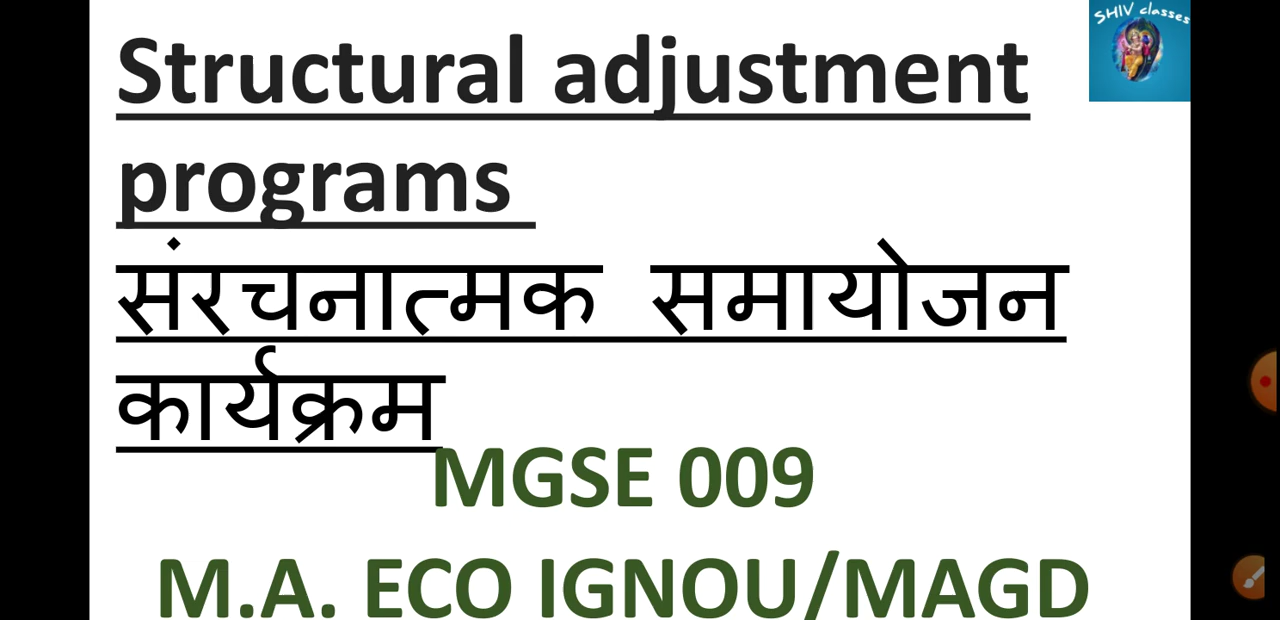 SHIV classes
Structural adjustment
programs
संरचनात्मक समायोजन
कार्यक्रम
MGSE 009
M.A. ECO IGNOU/MAGD